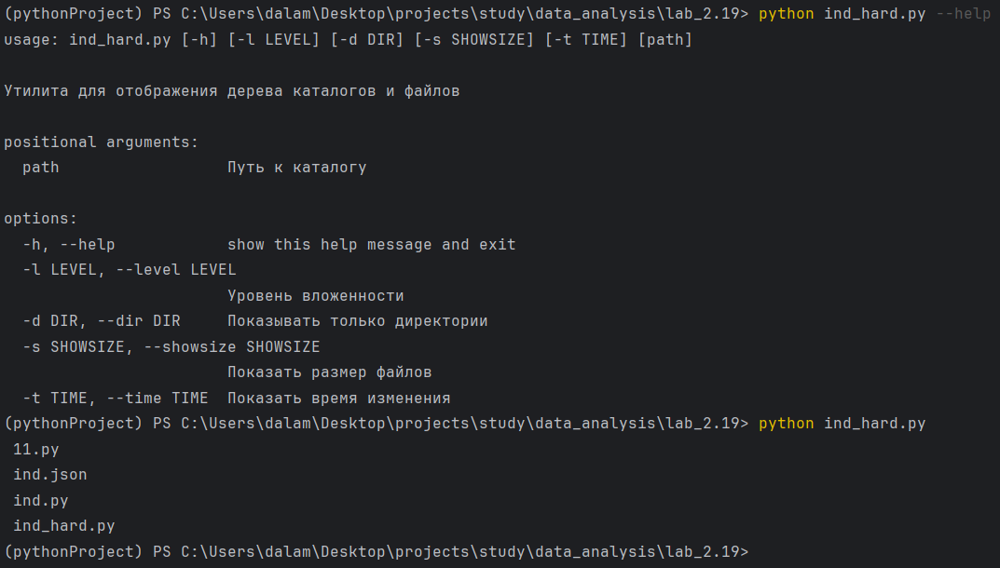 (pythonProject) PS C:\Users\dalam\Desktop\projects\study\data_analysis\lab_2.19> python ind_hard.py --help
usage: ind_hard.py [-h] [-l LEVEL] [-d DIR] [-s SHOWSIZE] [-t TIME] [path]
Утилита для отображения дерева каталогов и файлов
positional arguments:
path Путь к каталогу
options:
-h, --help show this help message and exit
-l LEVEL, --level LEVEL
Уровень вложенности
-d DIR, --dir DIR Показывать только директории
-s SHOWSIZE, --showsize SHOWSIZE
Показать размер файлов
-t TIME, --time TIME Показать время изменения
(pythonProject) PS C:\Users\dalam\Desktop\projects\study\data_analysis\lab_2.19> python ind_hard.py
11.py
ind.json
ind.py
ind_hard.py
(pythonProject) PS C:\Users\dalam\Desktop\projects\study\data_analysis\lab_2.19>